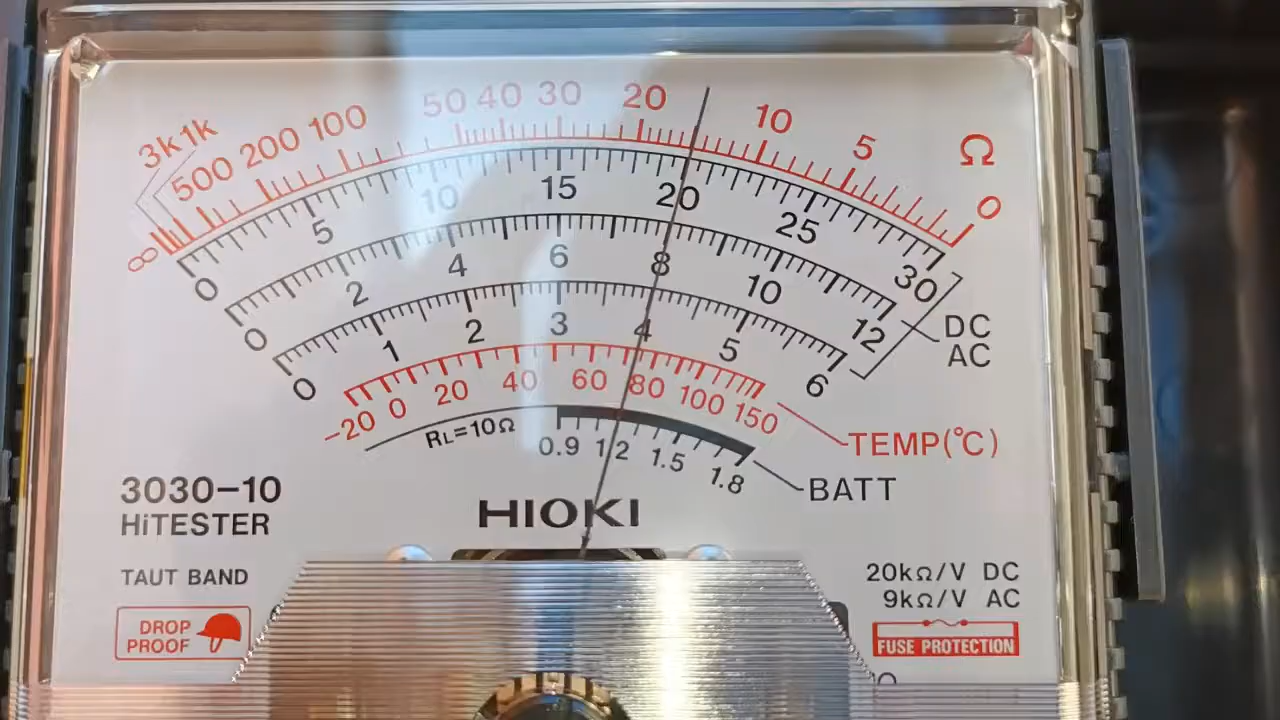 3k 1k
500 200 100 50 40 30 20 10 5 0 Ω
∞
0 5 10 15 20 25 30
0 2 4 6 8 10 12
DC
AC
0 1 2 3 4 5 6
-20 0 20 40 60 80 100 150
TEMP(℃)
RL=10Ω
0.9 1.2 1.5 1.8
BATT
3030-10
HiTESTER
HIOKI
TAUT BAND
20kΩ/V DC
9kΩ/V AC
DROP
PROOF
FUSE PROTECTION